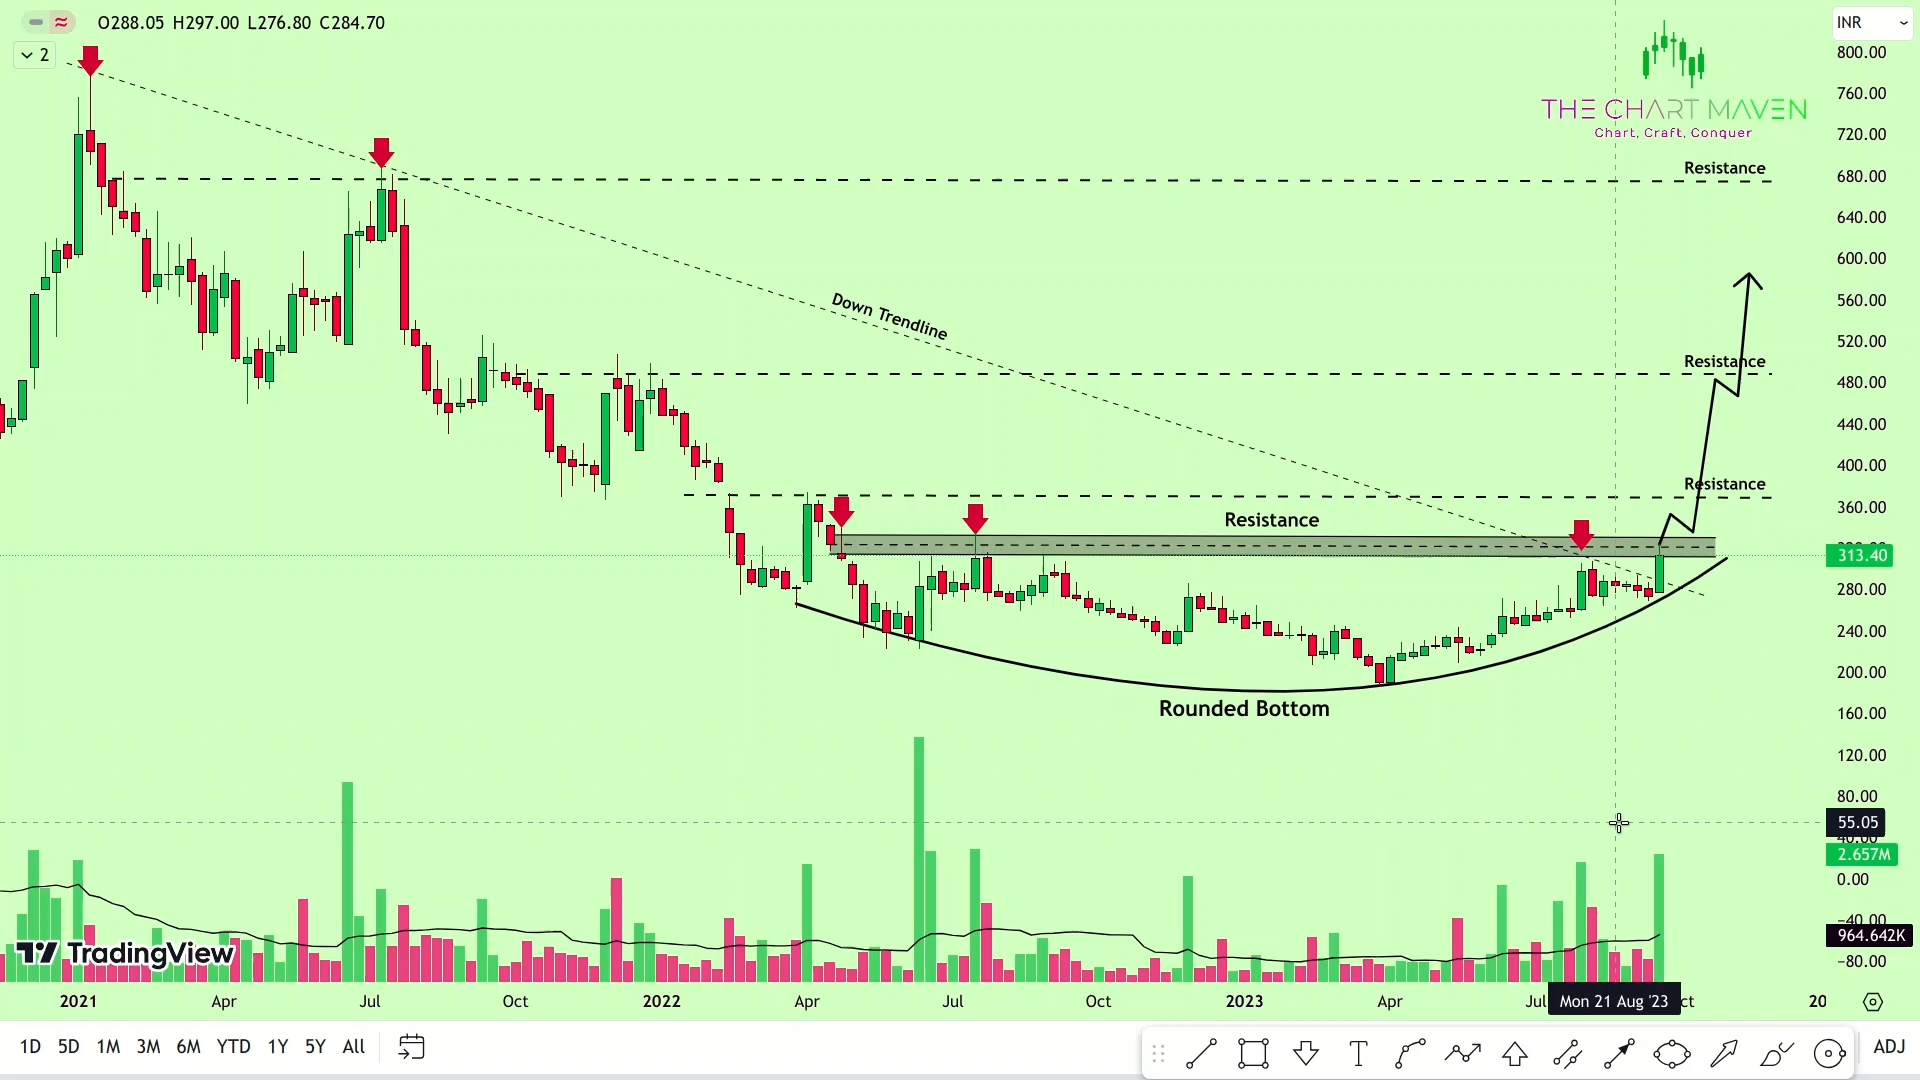 O288.05 H297.00 L276.80 C284.70
INR
2
800.00
760.00
THE CHART MAVEN
Chart, Craft, Conquer
720.00
Resistance
680.00
640.00
600.00
Down Trendline
560.00
520.00
Resistance
480.00
440.00
400.00
Resistance
360.00
Resistance
313.40
280.00
240.00
200.00
Rounded Bottom
160.00
120.00
80.00
55.05
40.00
2.657M
0.00
-40.00
964.642K
TradingView
-80.00
2021 Apr Jul Oct 2022 Apr Jul Oct 2023 Apr Jul Mon 21 Aug '23 ct 20
1D 5D 1M 3M 6M YTD 1Y 5Y All
T
ADJ